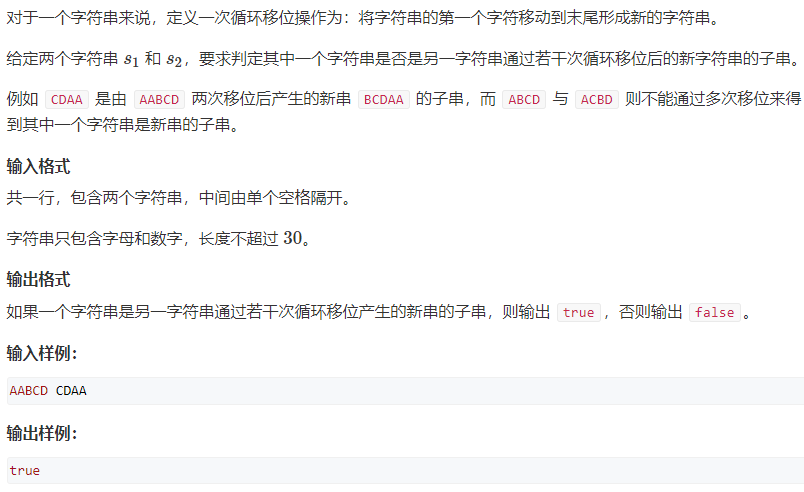 对于一个字符串来说，定义一次循环移位操作为：将字符串的第一个字符移动到末尾形成新的字符串。
给定两个字符串 s1 和 s2，要求判定其中一个字符串是否是另一字符串通过若干次循环移位后的新字符串的子串。
例如 CDAA 是由 AABCD 两次移位后产生的新串 BCDAA 的子串，而 ABCD 与 ACBD 则不能通过多次移位来得
到其中一个字符串是新串的子串。
输入格式
共一行，包含两个字符串，中间由单个空格隔开。
字符串只包含字母和数字，长度不超过 30。
输出格式
如果一个字符串是另一字符串通过若干次循环移位产生的新串的子串，则输出 true，否则输出 false。
输入样例：
AABCD CDAA
输出样例：
true